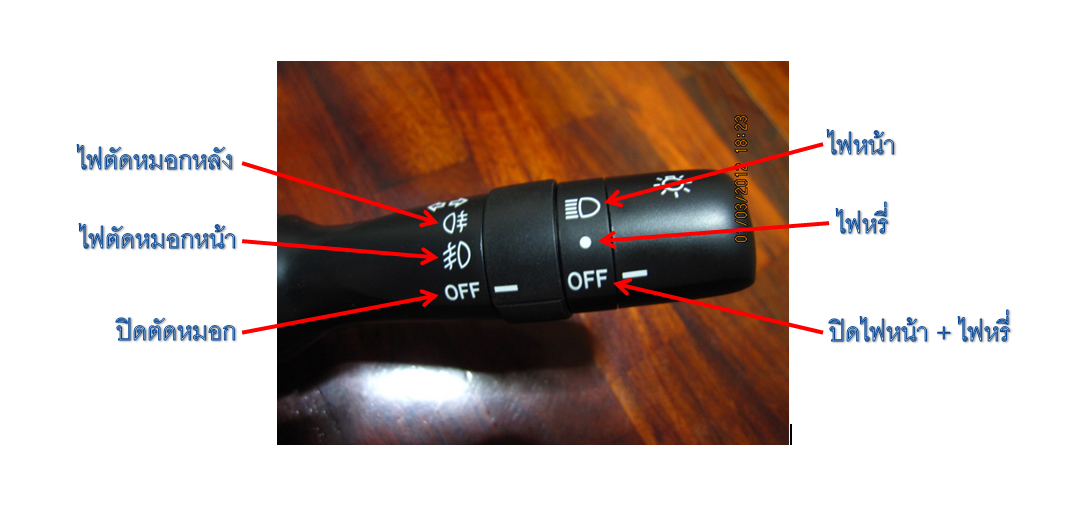 ไฟตัดหมอกหลัง
ไฟตัดหมอกหน้า
ปิดตัดหมอก
OFF
OFF
ไฟหน้า
ไฟหรี่
ปิดไฟหน้า + ไฟหรี่